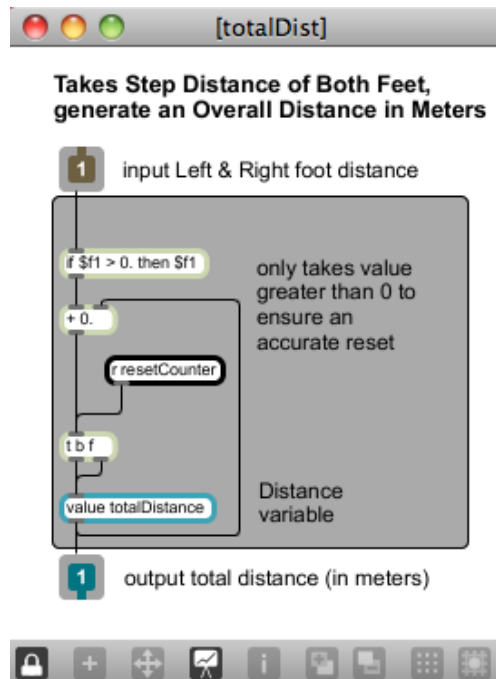 [totalDist]
Takes Step Distance of Both Feet,
generate an Overall Distance in Meters
1
input Left & Right foot distance
if $f1 > 0. then $f1
only takes value
greater than 0 to
ensure an
accurate reset
+ 0.
r resetCounter
t b f
value totalDistance
Distance
variable
1
output total distance (in meters)